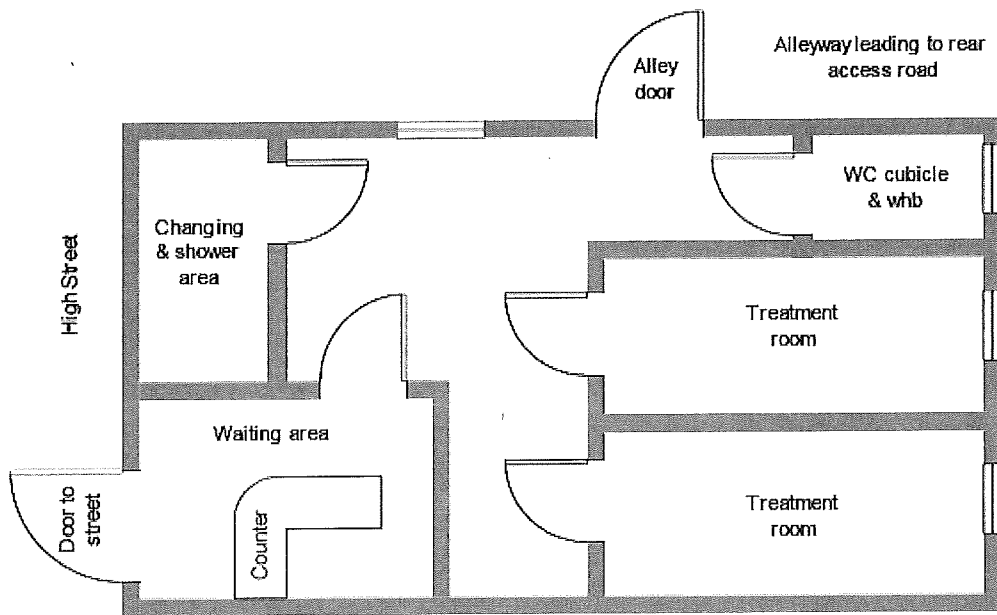 Alleyway leading to rear
access road
Alley
door
WC cubicle
& whb
Changing
& shower
area
High Street
Treatment
room
Waiting area
Door to
street
Counter
Treatment
room